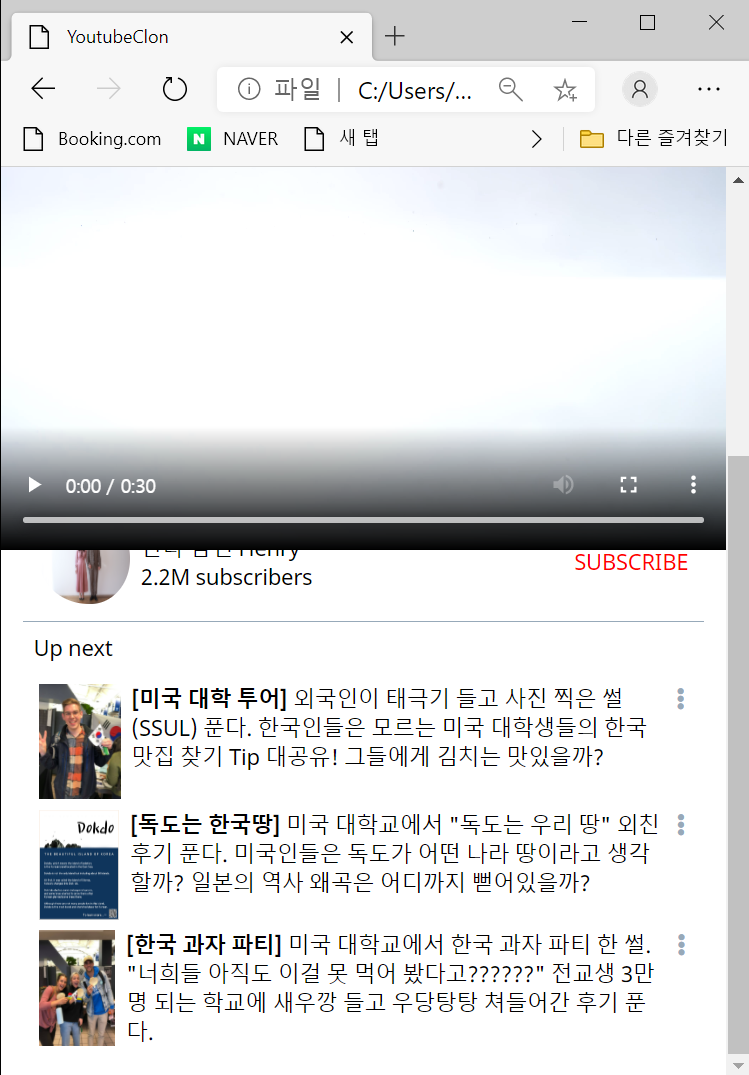 YoutubeClon
파일 | C:/Users/...
Booking.com NAVER 새 탭 다른 즐겨찾기
0:00 / 0:30
Henry
2.2M subscribers
SUBSCRIBE
Up next
[미국 대학 투어] 외국인이 태극기 들고 사진 찍은 썰
(SSUL) 푼다. 한국인들은 모르는 미국 대학생들의 한국
맛집 찾기 Tip 대공유! 그들에게 김치는 맛있을까?
Dokdo
THE BEAUTIFUL ISLAND OF KOREA
[독도는 한국땅] 미국 대학교에서 "독도는 우리 땅" 외친
후기 푼다. 미국인들은 독도가 어떤 나라 땅이라고 생각
할까? 일본의 역사 왜곡은 어디까지 뻗어있을까?
[한국 과자 파티] 미국 대학교에서 한국 과자 파티 한 썰.
"너희들 아직도 이걸 못 먹어 봤다고??????" 전교생 3만
명 되는 학교에 새우깡 들고 우당탕탕 쳐들어간 후기 푼
다.